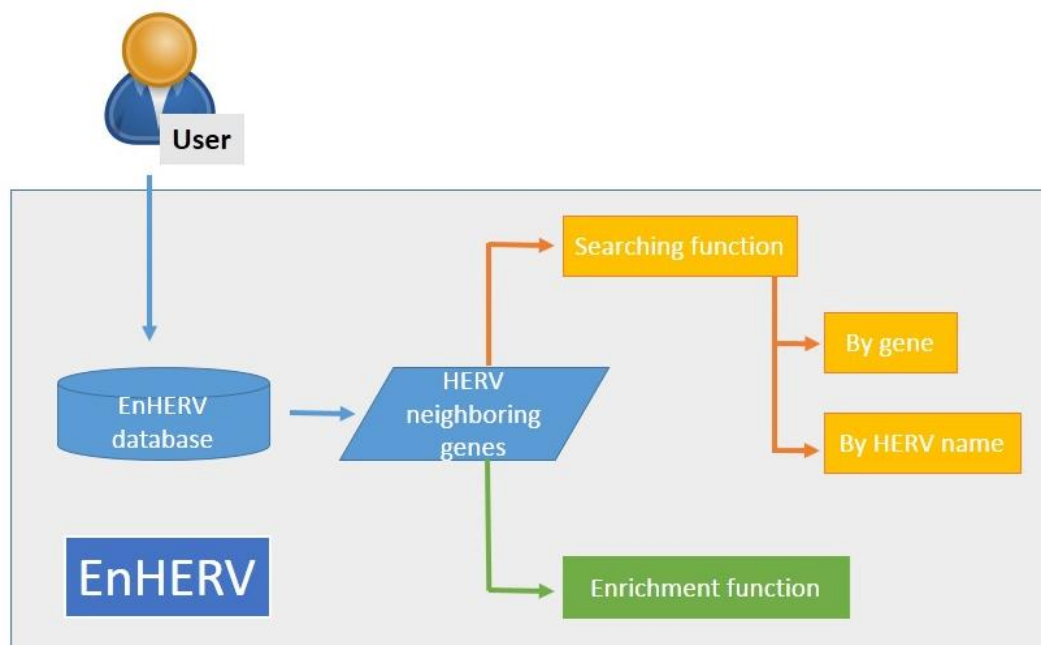 User
Searching function
By gene
EnHERV
database
HERV
neighboring
genes
By HERV name
EnHERV
Enrichment function